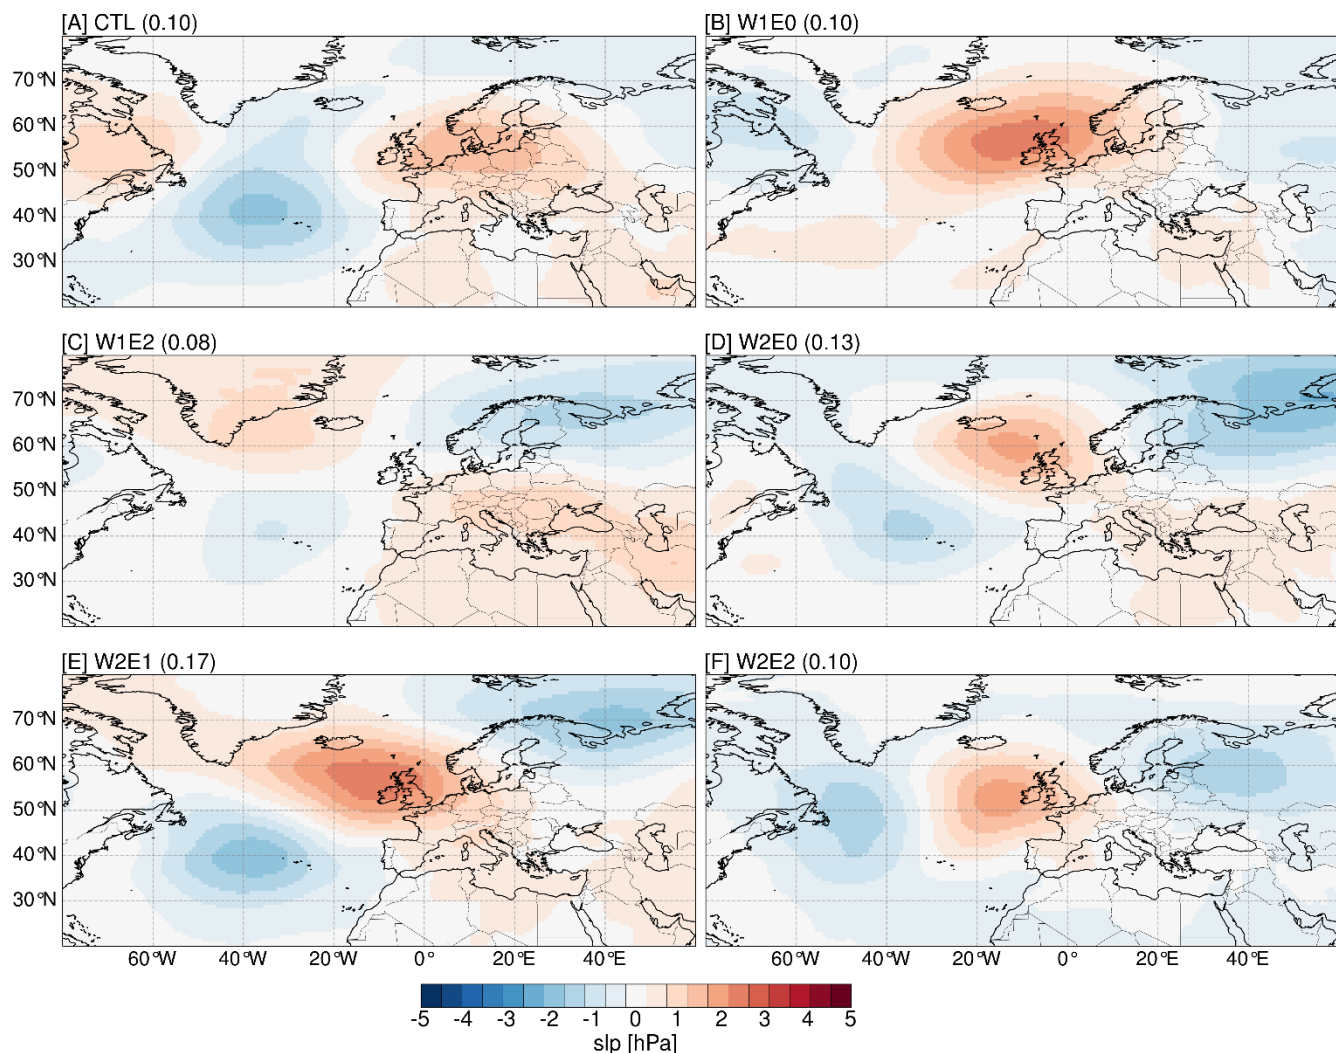 [A] CTL (0.10) [B] W1E0 (0.10)
70°N
60°N
50°N
40°N
30°N
[C] W1E2 (0.08) [D] W2E0 (0.13)
70°N
60°N
50°N
40°N
30°N
[E] W2E1 (0.17) [F] W2E2 (0.10)
70°N
60°N
50°N
40°N
30°N
60°W 40°W 20°W 0° 20°E 40°E 60°W 40°W 20°W 0° 20°E 40°E
-5 -4 -3 -2 -1 0 1 2 3 4 5
slp [hPa]